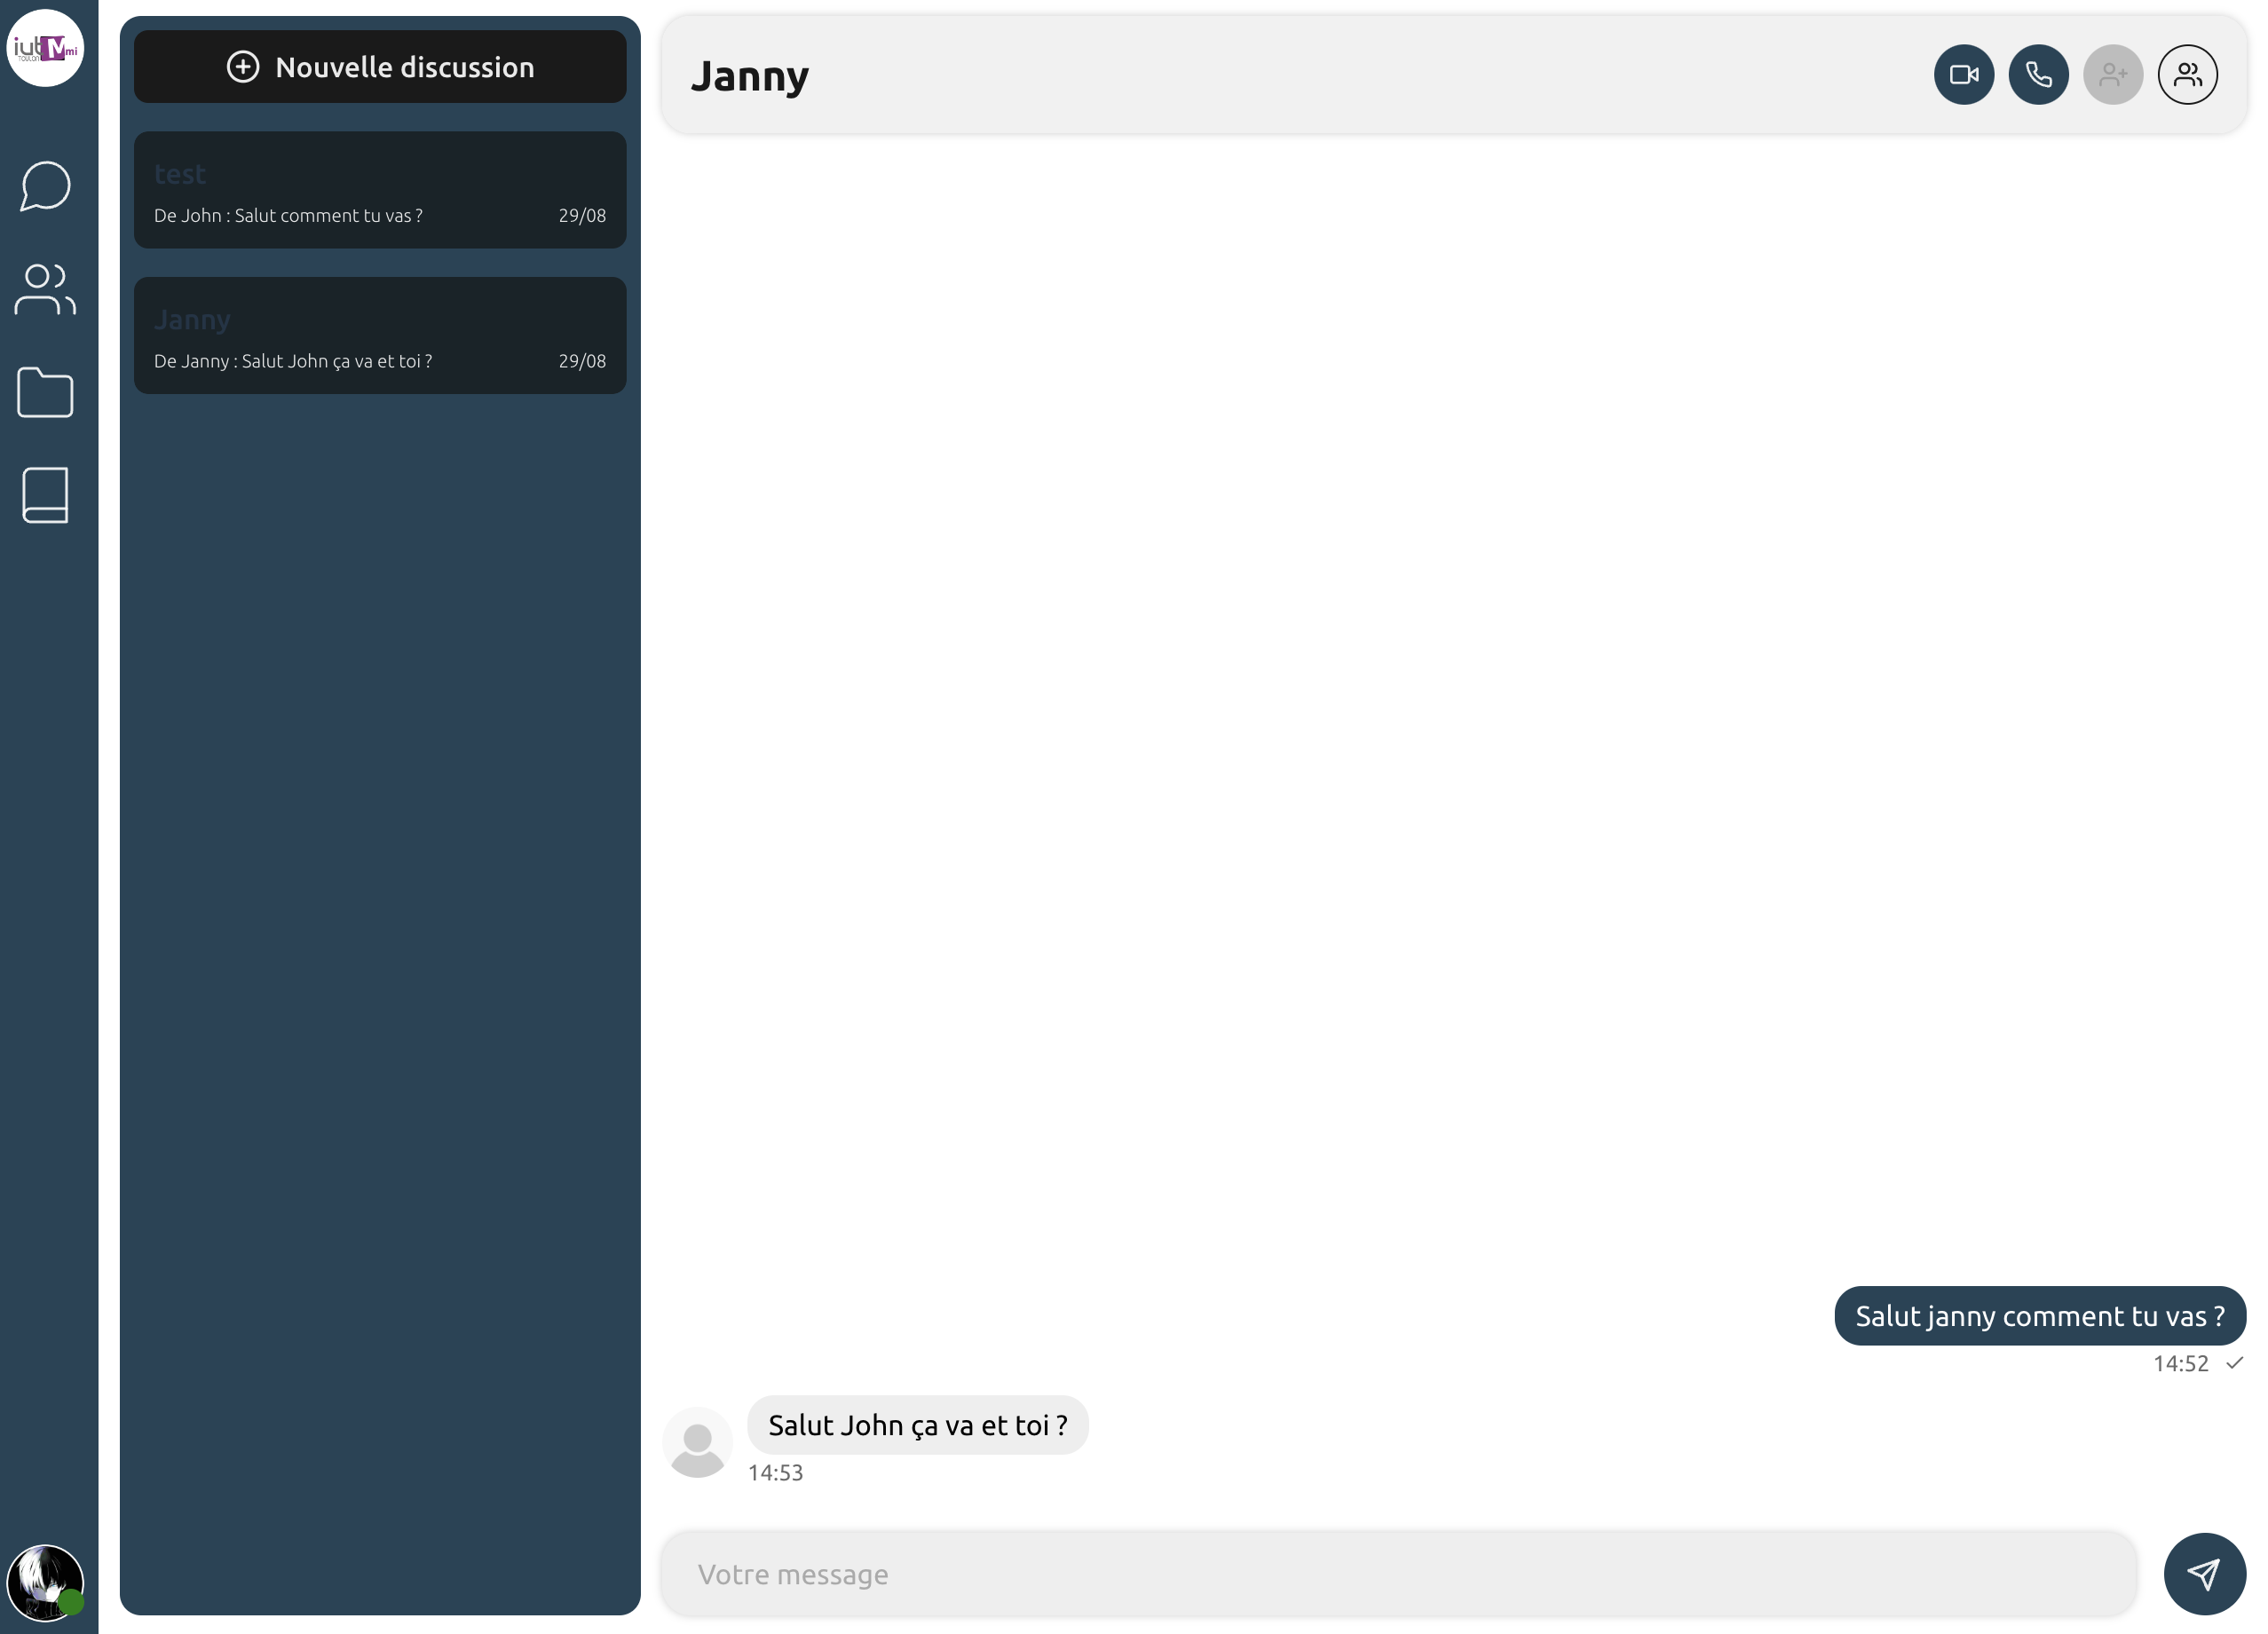 iut Mmi
TOULON
Nouvelle discussion
test
De John : Salut comment tu vas ?
29/08
Janny
De Janny : Salut John ça va et toi ?
29/08
Janny
Salut janny comment tu vas ?
14:52
Salut John ça va et toi ?
14:53
Votre message